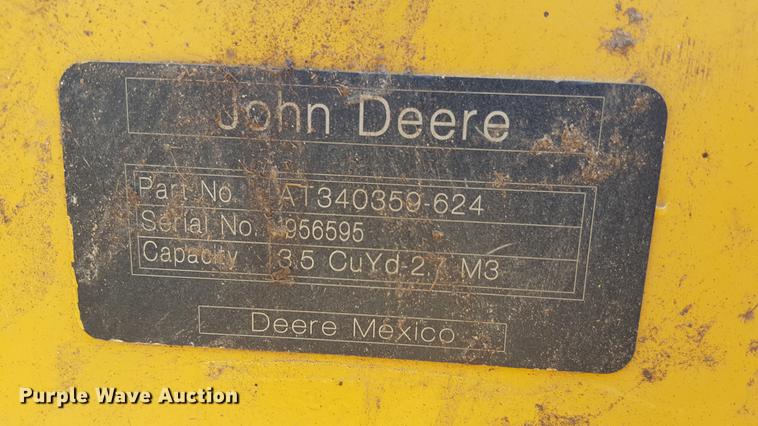 John Deere
Part No. AT340359-624
Serial No. 956595
Capacity 3.5 CuYd-2.7 M3
Deere Mexico
Purple Wave Auction